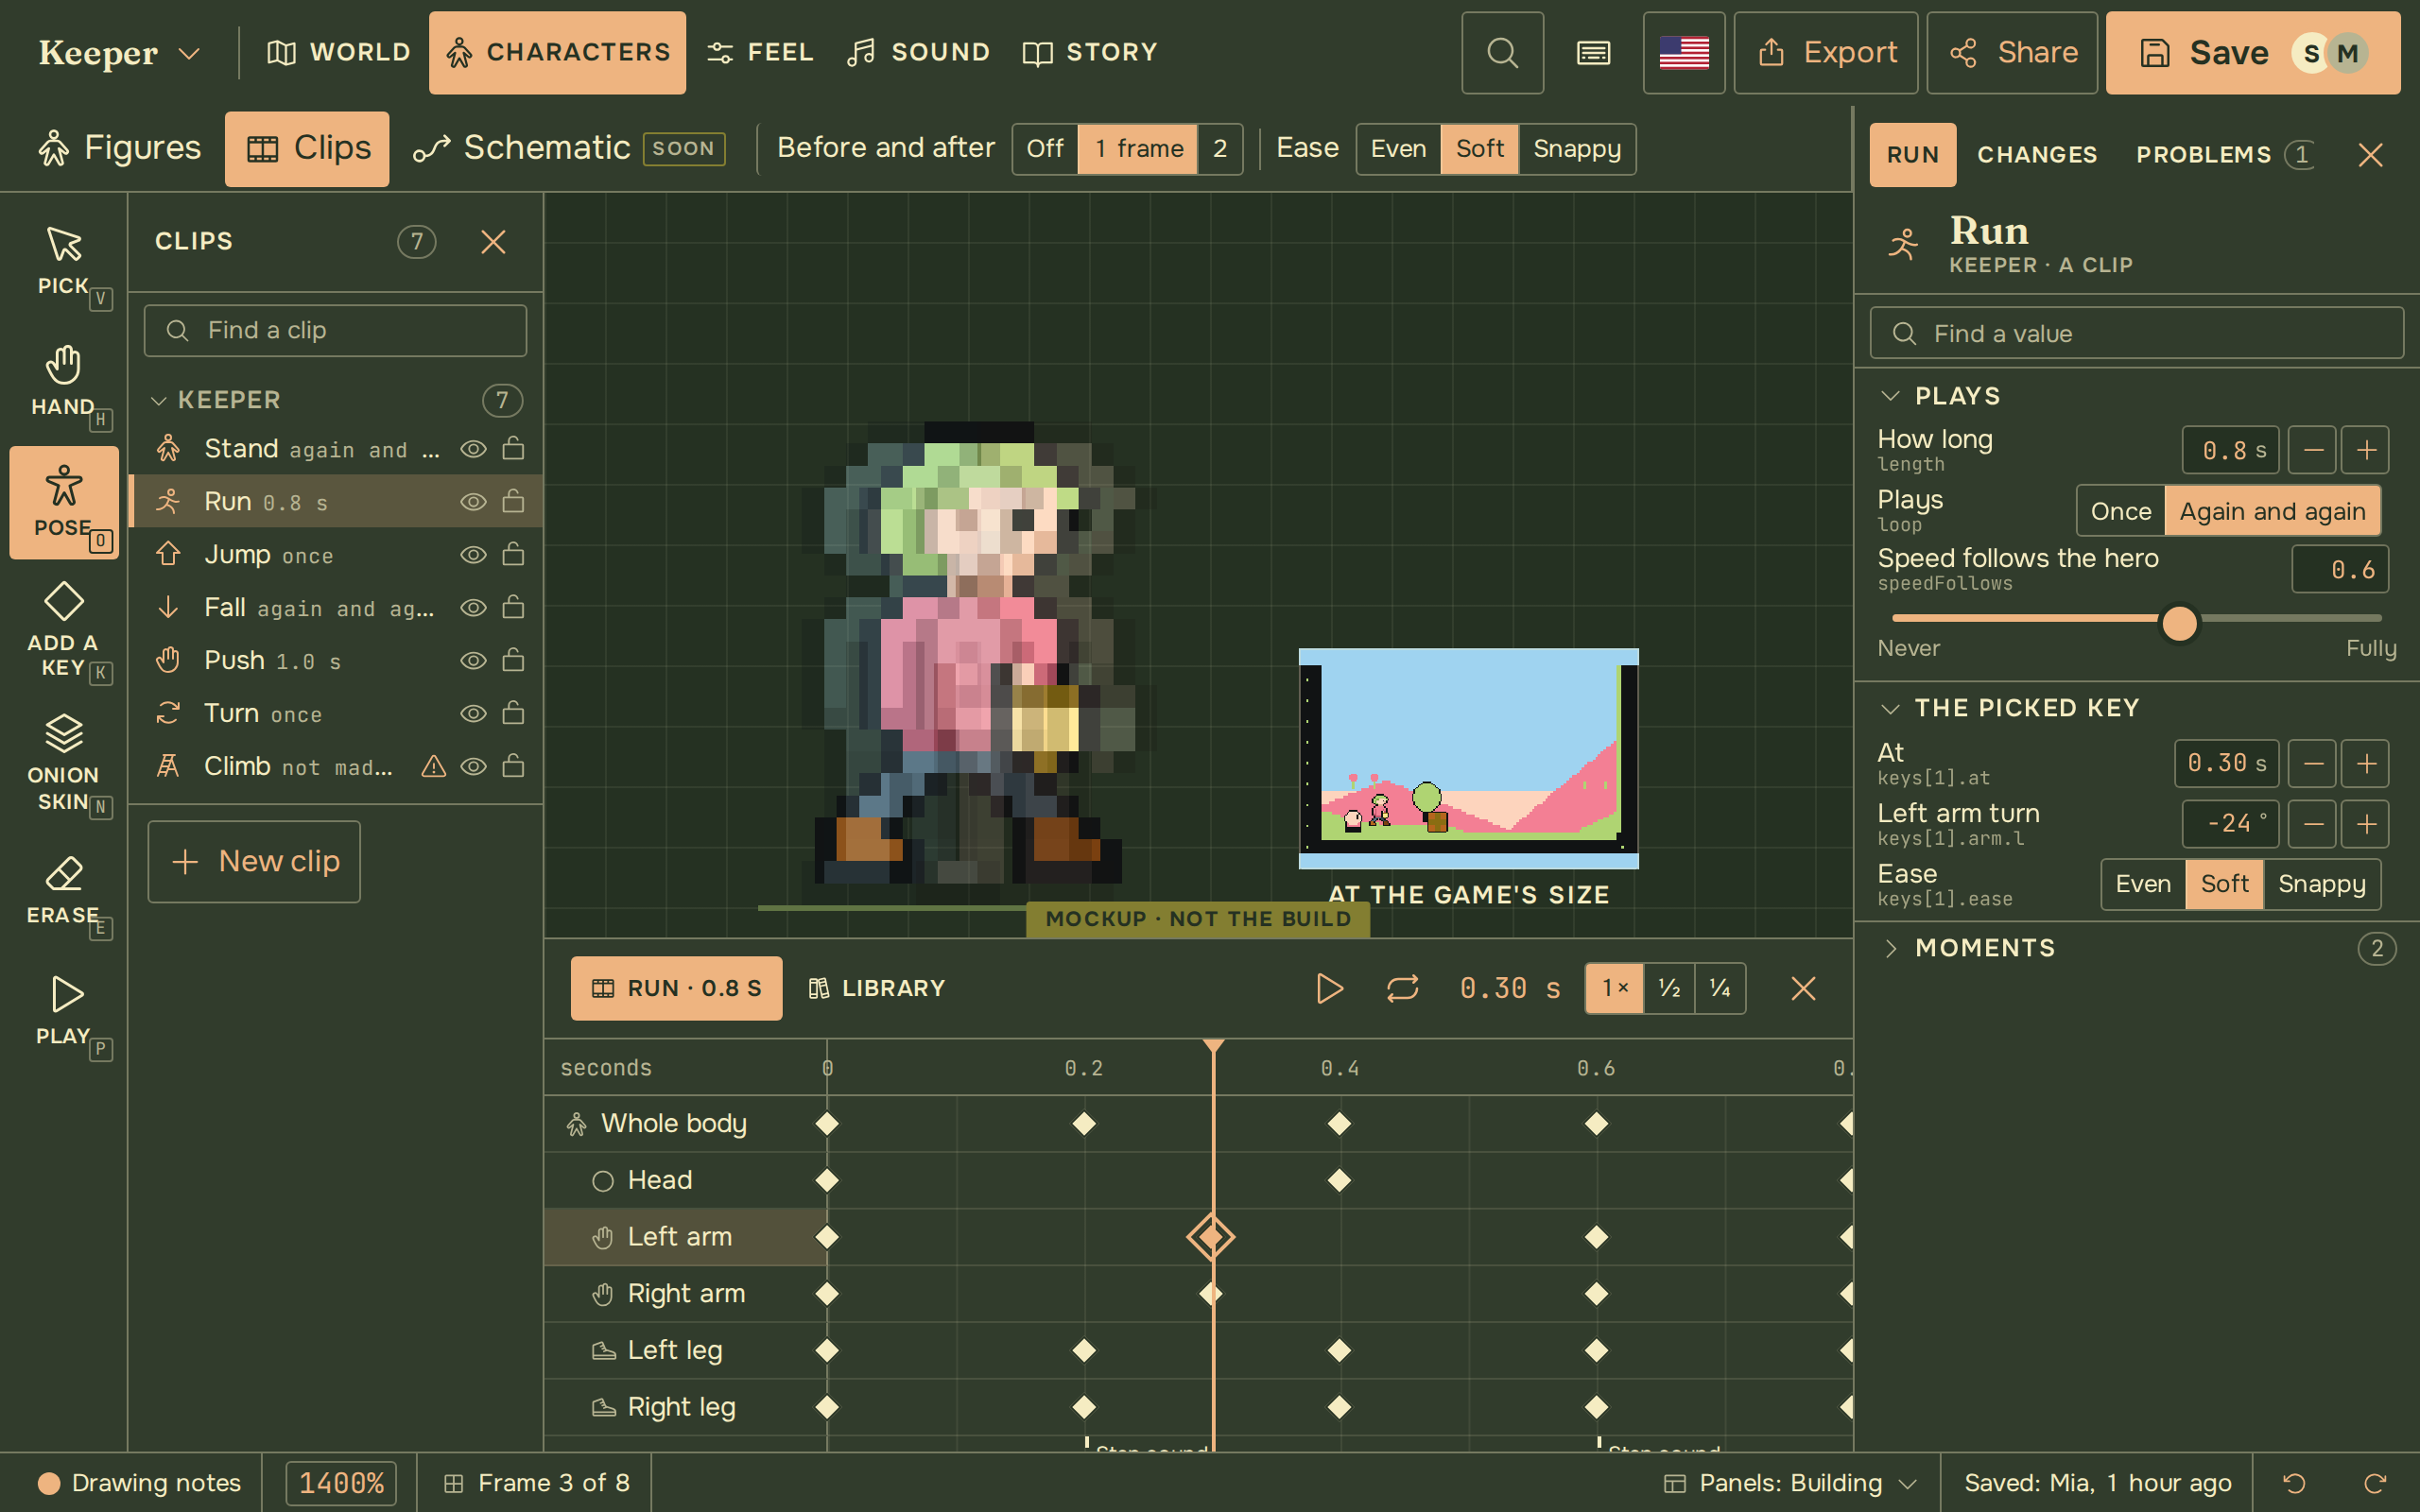 Keeper WORLD CHARACTERS FEEL SOUND STORY Export Share Save S M
Figures Clips Schematic SOON Before and after Off 1 frame 2 Ease Even Soft Snappy
RUN CHANGES PROBLEMS 1
PICK V
HAND H
POSE O
ADD A
KEY K
ONION
SKIN N
ERASE E
PLAY P
CLIPS 7
Find a clip
KEEPER 7
Stand again and ...
Run 0.8 s
Jump once
Fall again and ag...
Push 1.0 s
Turn once
Climb not mad...
New clip
AT THE GAME'S SIZE
MOCKUP · NOT THE BUILD
Run
KEEPER · A CLIP
Find a value
PLAYS
How long 0.8 s
length
Plays Once Again and again
loop
Speed follows the hero 0.6
speedFollows
Never Fully
THE PICKED KEY
At 0.30 s
keys[1].at
Left arm turn -24 °
keys[1].arm.l
Ease Even Soft Snappy
keys[1].ease
MOMENTS 2
RUN · 0.8 S LIBRARY 0.30 s 1× ½ ¼
seconds 0 0.2 0.4 0.6 0.
Whole body
Head
Left arm
Right arm
Left leg
Right leg
Drawing notes 1400% Frame 3 of 8 Panels: Building Saved: Mia, 1 hour ago